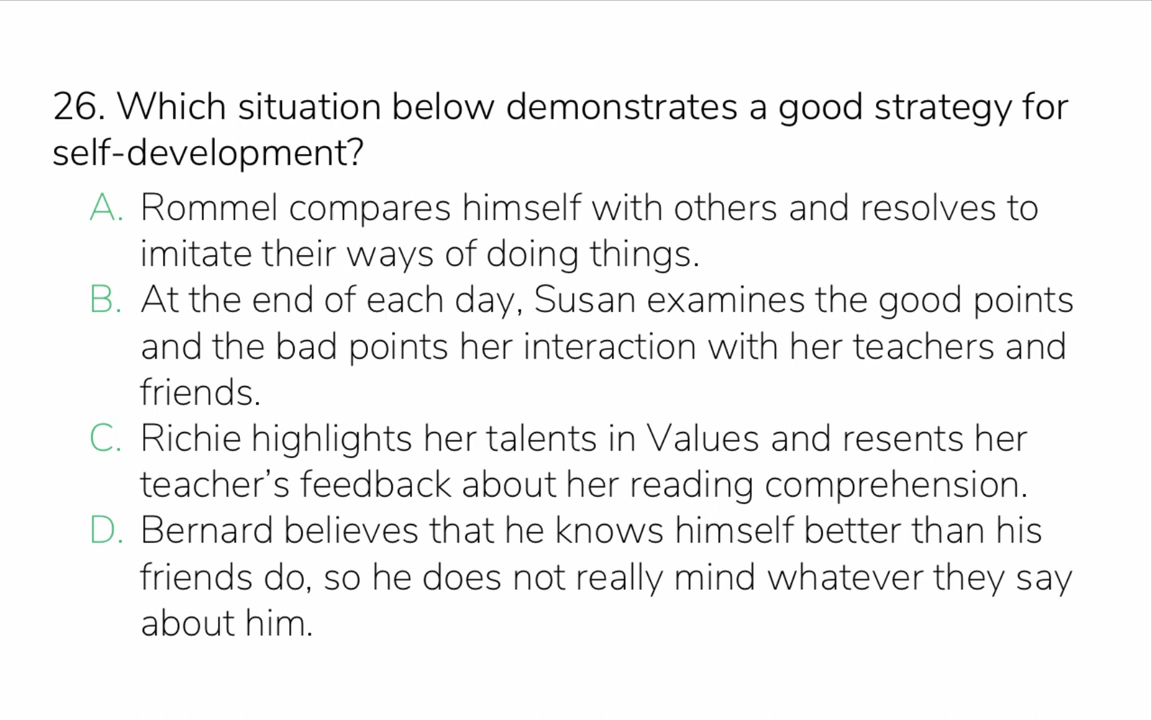 26. Which situation below demonstrates a good strategy for
self-development?
A. Rommel compares himself with others and resolves to
imitate their ways of doing things.
B. At the end of each day, Susan examines the good points
and the bad points her interaction with her teachers and
friends.
C. Richie highlights her talents in Values and resents her
teacher’s feedback about her reading comprehension.
D. Bernard believes that he knows himself better than his
friends do, so he does not really mind whatever they say
about him.